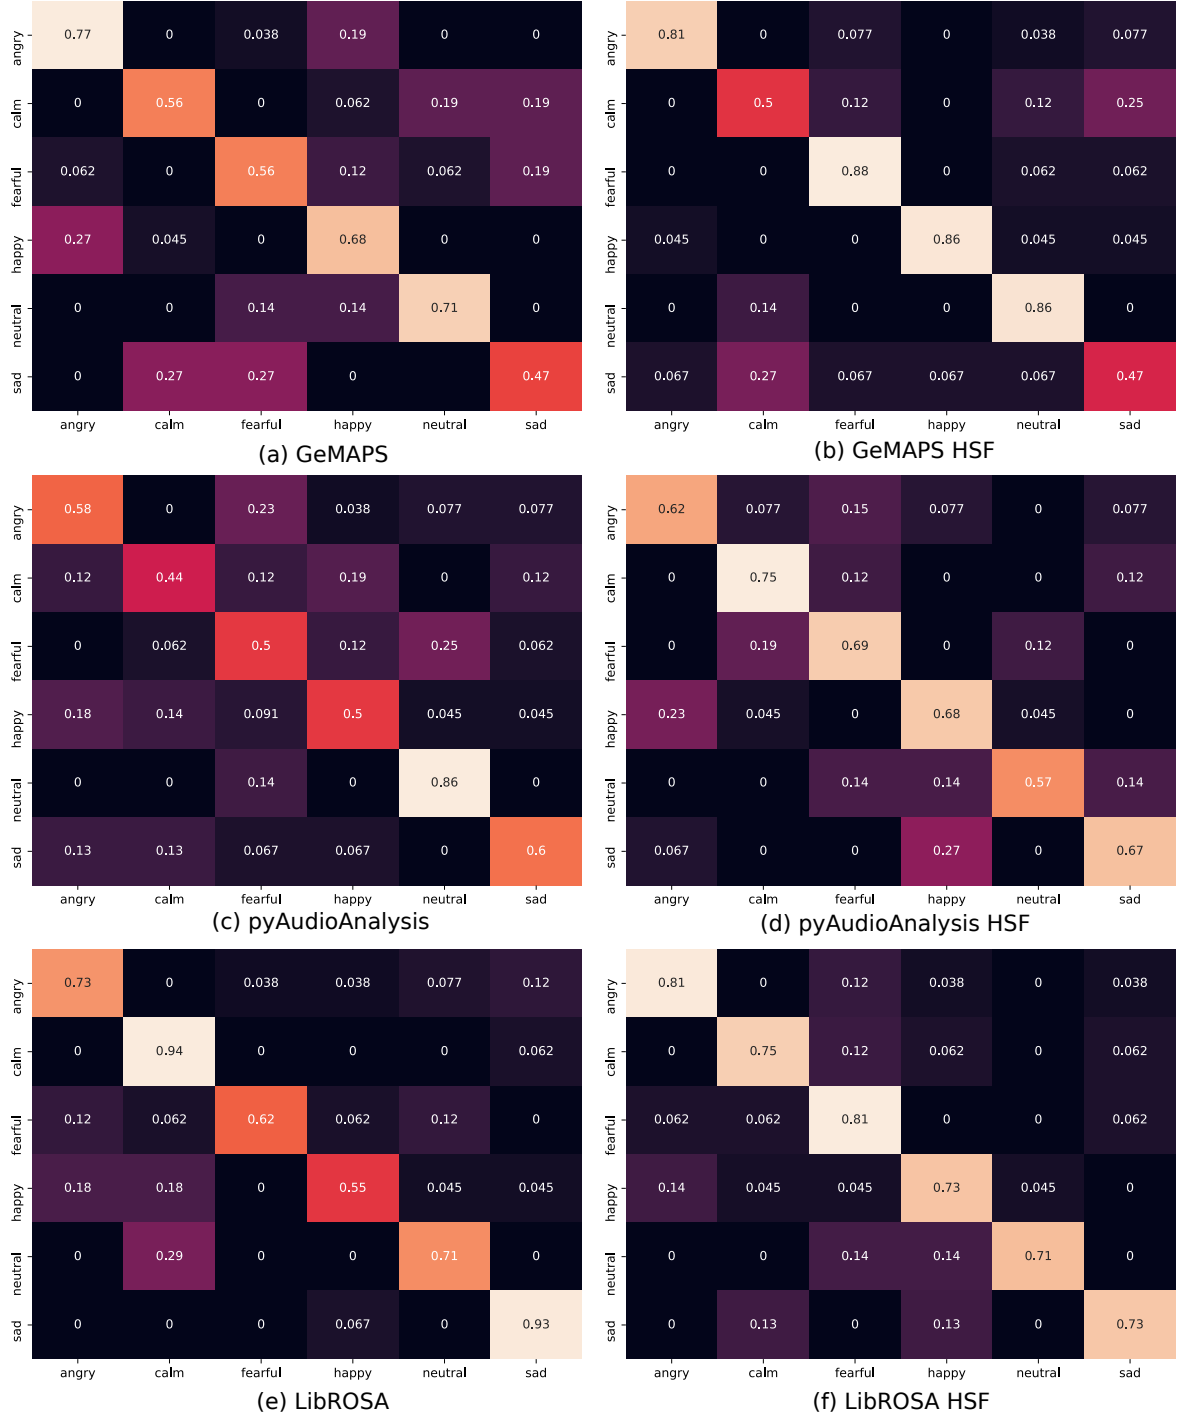 angry 0.77 0 0.038 0.19 0 0
calm 0 0.56 0 0.062 0.19 0.19
fearful 0.062 0 0.56 0.12 0.062 0.19
happy 0.27 0.045 0 0.68 0 0
neutral 0 0 0.14 0.14 0.71 0
sad 0 0.27 0.27 0 0 0.47
angry calm fearful happy neutral sad
(a) GeMAPS
angry 0.81 0 0.077 0 0.038 0.077
calm 0 0.5 0.12 0 0.12 0.25
fearful 0 0 0.88 0 0.062 0.062
happy 0.045 0 0 0.86 0.045 0.045
neutral 0 0.14 0 0 0.86 0
sad 0.067 0.27 0.067 0.067 0.067 0.47
angry calm fearful happy neutral sad
(b) GeMAPS HSF
angry 0.58 0 0.23 0.038 0.077 0.077
calm 0.12 0.44 0.12 0.19 0 0.12
fearful 0 0.062 0.5 0.12 0.25 0.062
happy 0.18 0.14 0.091 0.5 0.045 0.045
neutral 0 0 0.14 0 0.86 0
sad 0.13 0.13 0.067 0.067 0 0.6
angry calm fearful happy neutral sad
(c) pyAudioAnalysis
angry 0.62 0.077 0.15 0.077 0 0.077
calm 0 0.75 0.12 0 0 0.12
fearful 0 0.19 0.69 0 0.12 0
happy 0.23 0.045 0 0.68 0.045 0
neutral 0 0 0.14 0.14 0.57 0.14
sad 0.067 0 0 0.27 0 0.67
angry calm fearful happy neutral sad
(d) pyAudioAnalysis HSF
angry 0.73 0 0.038 0.038 0.077 0.12
calm 0 0.94 0 0 0 0.062
fearful 0.12 0.062 0.62 0.062 0.12 0
happy 0.18 0.18 0 0.55 0.045 0.045
neutral 0 0.29 0 0 0.71 0
sad 0 0 0 0.067 0 0.93
angry calm fearful happy neutral sad
(e) LibROSA
angry 0.81 0 0.12 0.038 0 0.038
calm 0 0.75 0.12 0.062 0 0.062
fearful 0.062 0.062 0.81 0 0 0.062
happy 0.14 0.045 0.045 0.73 0.045 0
neutral 0 0 0.14 0.14 0.71 0
sad 0 0.13 0 0.13 0 0.73
angry calm fearful happy neutral sad
(f) LibROSA HSF